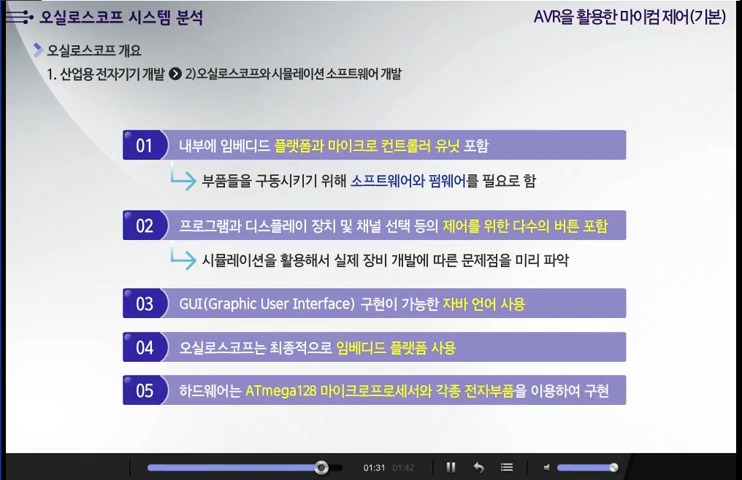 오실로스코프 시스템 분석
AVR을 활용한 마이컴 제어(기본)
오실로스코프 개요
1. 산업용 전자기기 개발 2)오실로스코프와 시뮬레이션 소프트웨어 개발
01 내부에 임베디드 플랫폼과 마이크로 컨트롤러 유닛 포함
부품들을 구동시키기 위해 소프트웨어와 펌웨어를 필요로 함
02 프로그램과 디스플레이 장치 및 채널 선택 등의 제어를 위한 다수의 버튼 포함
시뮬레이션을 활용해서 실제 장비 개발에 따른 문제점을 미리 파악
03 GUI(Graphic User Interface) 구현이 가능한 자바 언어 사용
04 오실로스코프는 최종적으로 임베디드 플랫폼 사용
05 하드웨어는 ATmega128 마이크로프로세서와 각종 전자부품을 이용하여 구현
01:31 01:42